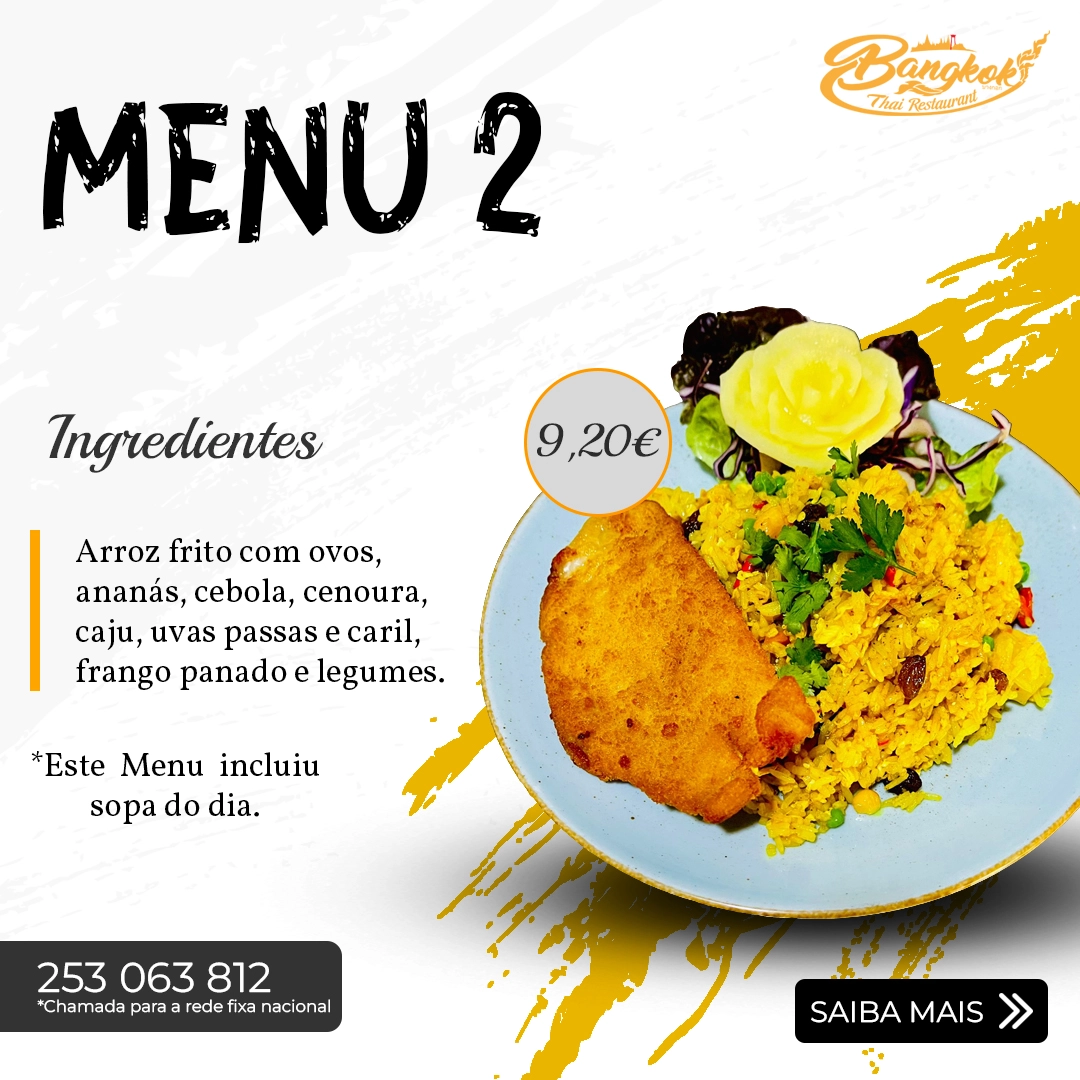 Bangkok
Thai Restaurant
MENU 2
Ingredientes
9,20€
Arroz frito com ovos,
ananás, cebola, cenoura,
caju, uvas passas e caril,
frango panado e legumes.
*Este Menu incluiu
sopa do dia.
253 063 812
*Chamada para a rede fixa nacional
SAIBA MAIS